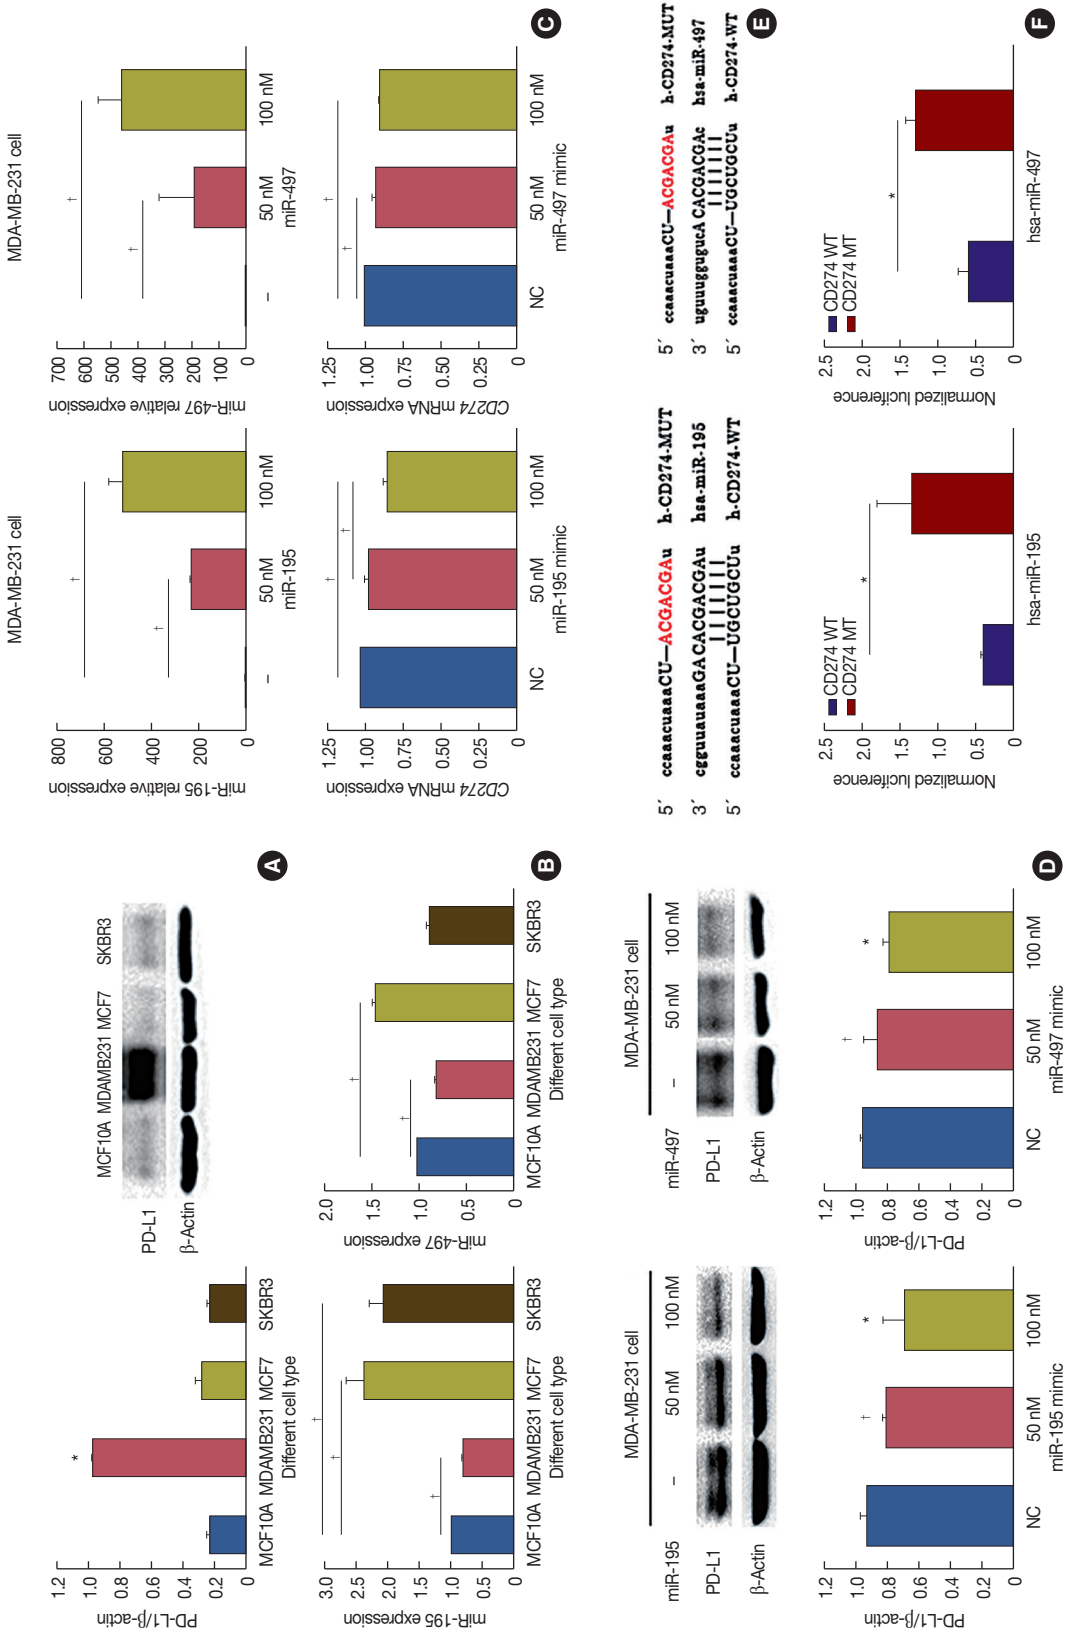 PD-L1/β-actin
1.2
1.0
0.8
0.6
0.4
0.2
0
*
MCF10A MDAMB231 MCF7 SKBR3
Different cell type
MCF10A MDAMB231 MCF7 SKBR3
PD-L1
β-Actin
A
miR-195 expression
3.0
2.5
2.0
1.5
1.0
0.5
0
†
†
†
MCF10A MDAMB231 MCF7 SKBR3
Different cell type
miR-497 expression
2.0
1.5
1.0
0.5
0
†
†
MCF10A MDAMB231 MCF7 SKBR3
Different cell type
B
MDA-MB-231 cell
miR-195 relative expression
800
600
400
200
0
†
†
– 50 nM 100 nM
miR-195
MDA-MB-231 cell
miR-497 relative expression
700
600
500
400
300
200
100
0
†
†
– 50 nM 100 nM
miR-497
CD274 mRNA expression
1.25
1.00
0.75
0.50
0.25
0
†
†
NC 50 nM 100 nM
miR-195 mimic
CD274 mRNA expression
1.25
1.00
0.75
0.50
0.25
0
†
†
NC 50 nM 100 nM
miR-497 mimic
C
MDA-MB-231 cell
miR-195 – 50 nM 100 nM
PD-L1
β-Actin
MDA-MB-231 cell
miR-497 – 50 nM 100 nM
PD-L1
β-Actin
PD-L1/β-actin
1.2
1.0
0.8
0.6
0.4
0.2
0
†
*
NC 50 nM 100 nM
miR-195 mimic
PD-L1/β-actin
1.2
1.0
0.8
0.6
0.4
0.2
0
†
*
NC 50 nM 100 nM
miR-497 mimic
D
5′ ccaaacuaaaCU—ACGACGAu h-CD274-MUT
3′ cgguuauaaaGACACGACGAu hsa-miR-195
5′ ccaaacuaaaCU—UGCUGCUu h-CD274-WT
5′ ccaaacuaaaCU—ACGACGAu h-CD274-MUT
3′ uguuuggugucA CACGACGAc hsa-miR-497
5′ ccaaacuaaaCU—UGCUGCUu h-CD274-WT
E
Normalized luciference
2.5
2.0
1.5
1.0
0.5
0
CD274 WT
CD274 MT
*
hsa-miR-195
Normalized luciference
2.5
2.0
1.5
1.0
0.5
0
CD274 WT
CD274 MT
*
hsa-miR-497
F